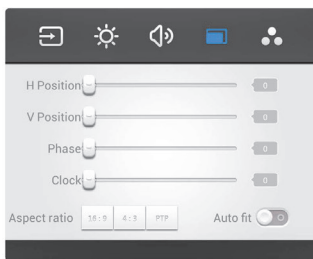 H Position 0
V Position 0
Phase 0
Clock 0
Aspect ratio 16:9 4:3 PTP Auto fit